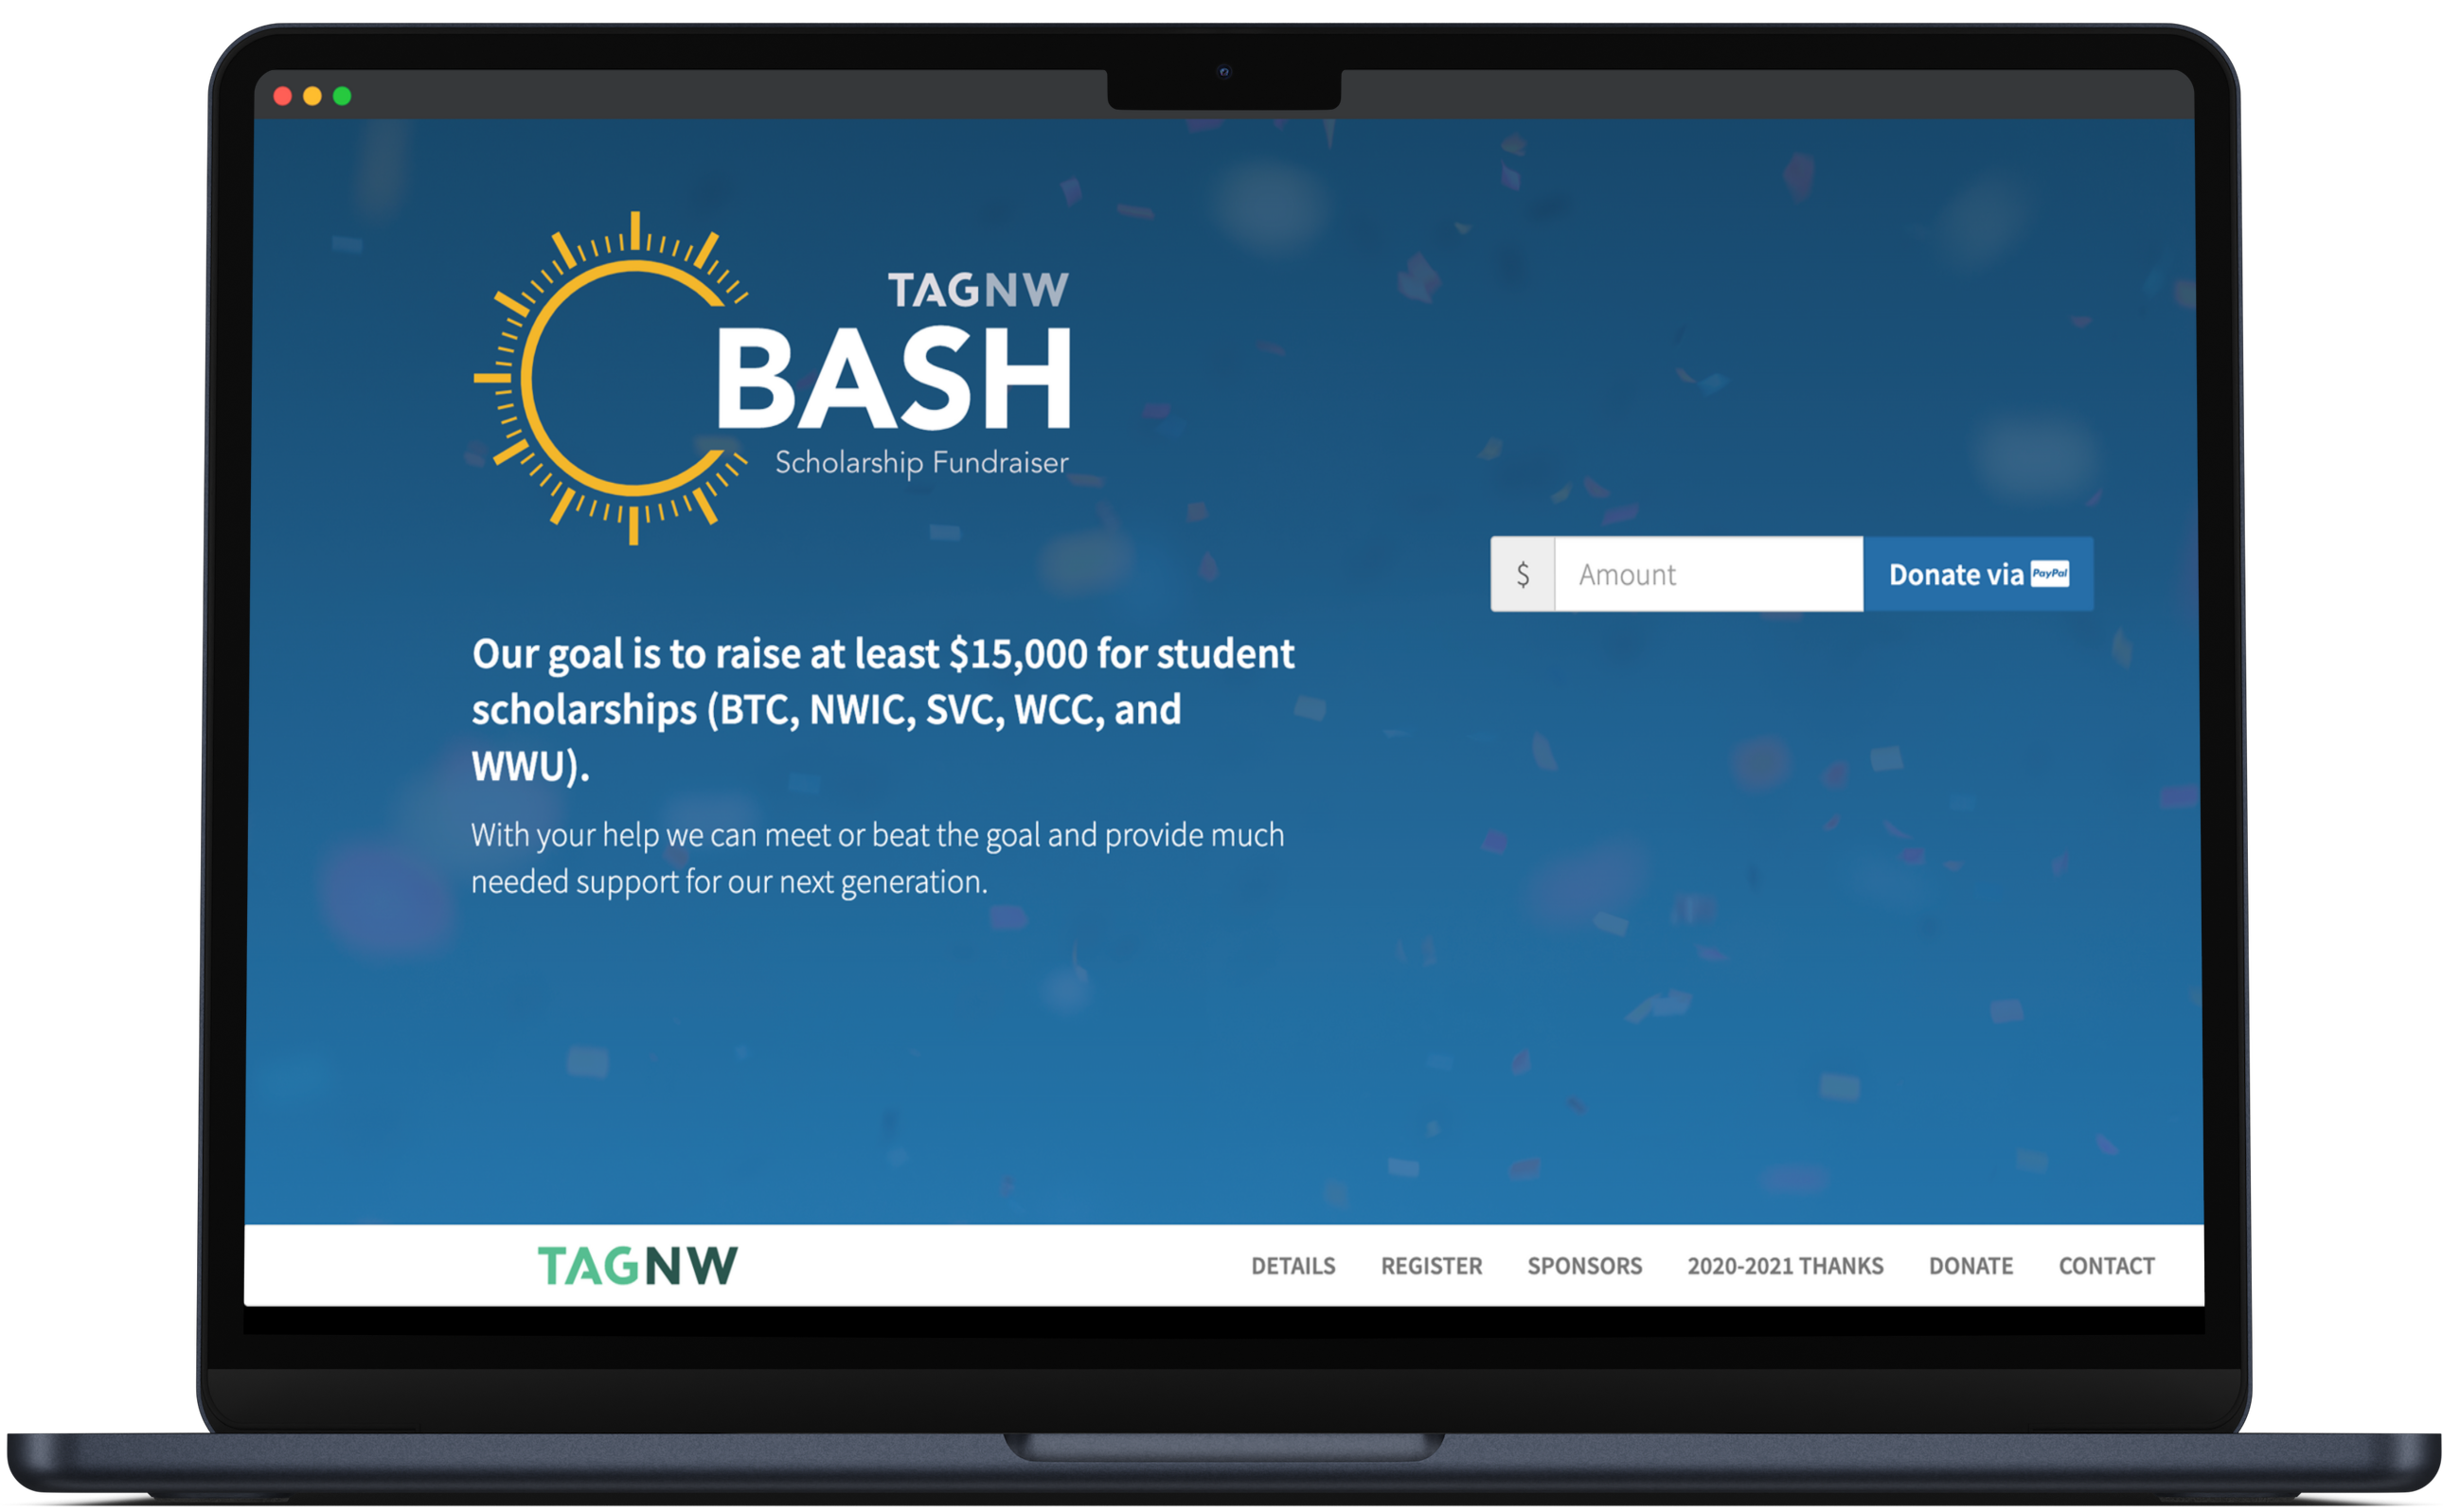 TAGNW
BASH
Scholarship Fundraiser
$ Amount Donate via PayPal
Our goal is to raise at least $15,000 for student
scholarships (BTC, NWIC, SVC, WCC, and
WWU).
With your help we can meet or beat the goal and provide much
needed support for our next generation.
TAGNW DETAILS REGISTER SPONSORS 2020-2021 THANKS DONATE CONTACT